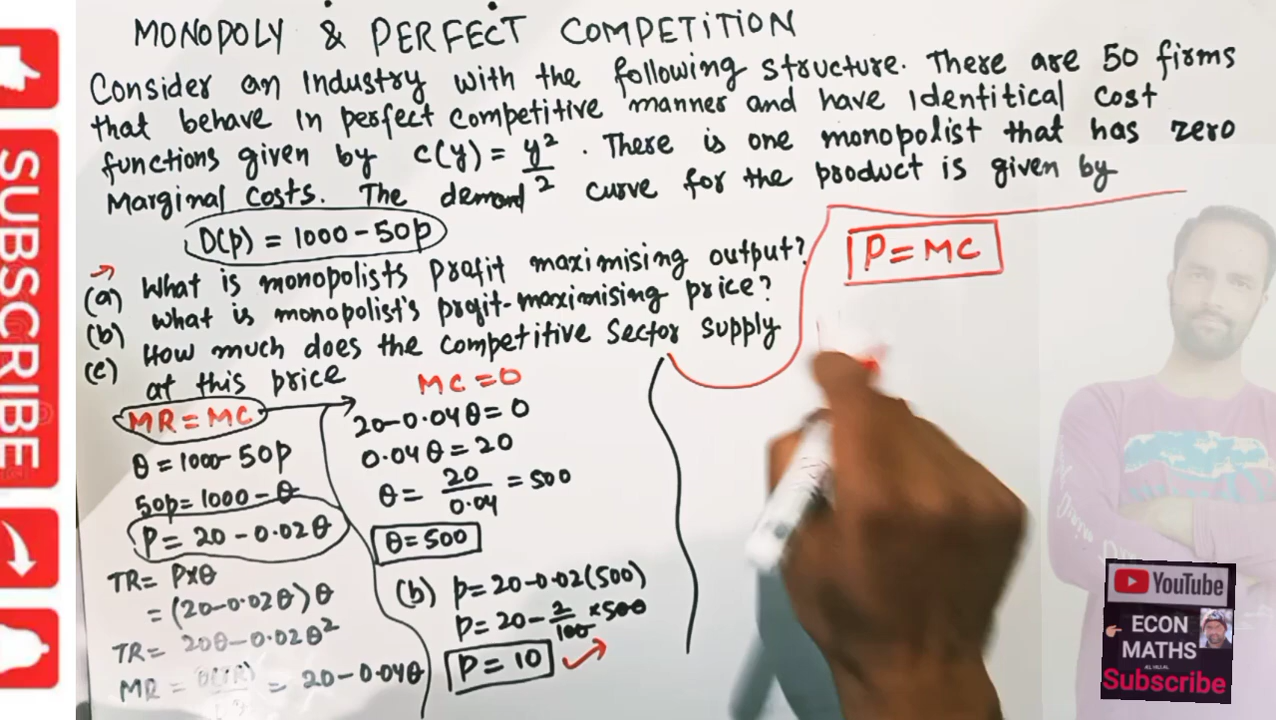 MONOPOLY & PERFECT COMPETITION
Consider an Industry with the following structure. There are 50 firms
that behave in perfect competitive manner and have identitical cost
functions given by c(y) = y²/2. There is one monopolist that has zero
Marginal costs. The demand curve for the product is given by
D(p) = 1000 - 50p
(a) What is monopolists profit maximising output?
(b) What is monopolist's profit-maximising price?
(c) How much does the competitive sector supply
at this price
MR = MC
θ = 1000 - 50p
50p = 1000 - θ
P = 20 - 0.02θ
TR = P×θ
= (20-0.02θ)θ
TR = 20θ - 0.02θ²
MR = = 20 - 0.04θ
MC = 0
20 - 0.04θ = 0
0.04θ = 20
θ = 20/0.04 = 500
θ = 500
(b) P = 20-0.02(500)
P = 20 - 2/100 × 500
P = 10
P = MC
SUBSCRIBE
YouTube
ECON
MATHS
Subscribe